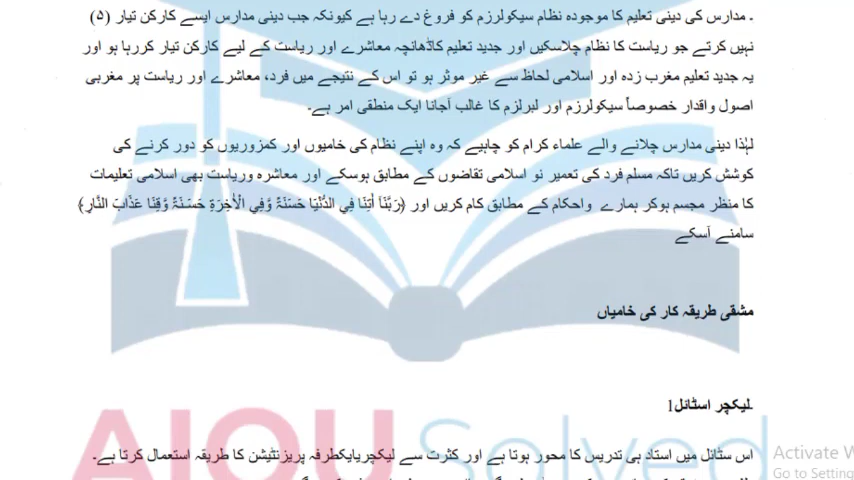 ۔ مدارس کی دینی تعلیم کا موجودہ نظام سیکولرزم کو فروغ دے رہا ہے کیونکہ جب دینی مدارس ایسے کارکن تیار (۵)
نہیں کرتے جو ریاست کا نظام چلاسکیں اور جدید تعلیم کاڈھانچہ معاشرے اور ریاست کے لیے کارکن تیار کررہا ہو اور
یہ جدید تعلیم مغرب زدہ اور اسلامی لحاظ سے غیر موثر ہو تو اس کے نتیجے میں فرد، معاشرے اور ریاست پر مغربی
اصول واقدار خصوصاً سیکولرزم اور لبرلزم کا غالب آجانا ایک منطقی امر ہے۔
لہٰذا دینی مدارس چلانے والے علماء کرام کو چاہیے کہ وہ اپنے نظام کی خامیوں اور کمزوریوں کو دور کرنے کی
کوشش کریں تاکہ مسلم فرد کی تعمیر نو اسلامی تقاضوں کے مطابق ہوسکے اور معاشرہ وریاست بھی اسلامی تعلیمات
کا منظر مجسم ہوکر ہمارے واحکام کے مطابق کام کریں اور ﴿رَبَّنَاۤ اٰتِنَا فِي الدُّنْيَا حَسَنَةً وَّفِي الْاٰخِرَةِ حَسَنَةً وَّقِنَا عَذَابَ النَّارِ﴾
سامنے آسکے
مشقی طریقہ کار کی خامیاں
۔لیکچر اسٹائل1
اس سٹائل میں استاد ہی تدریس کا محور ہوتا ہے اور کثرت سے لیکچریایکطرفہ پریزنٹیشن کا طریقہ استعمال کرتا ہے۔
AIOU Solved
Activate W
Go to Setting